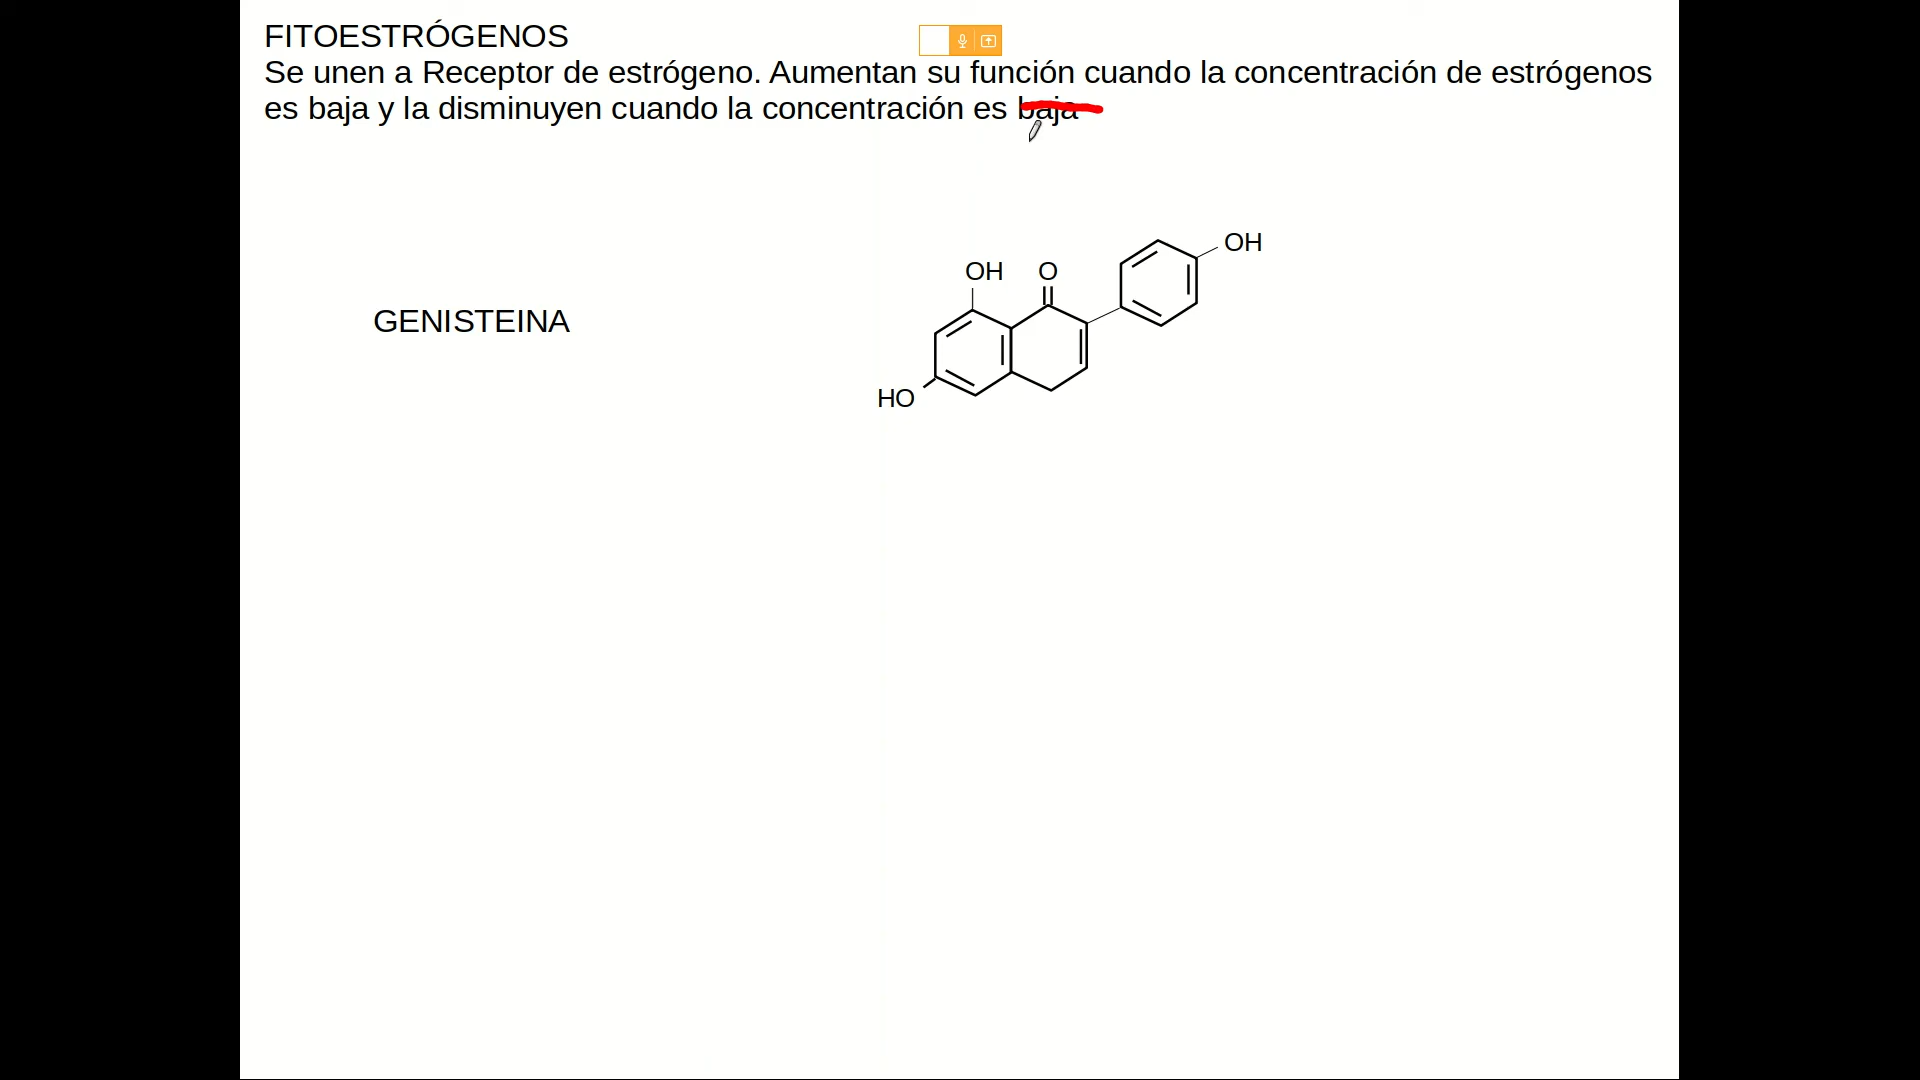 FITOESTRÓGENOS
Se unen a Receptor de estrógeno. Aumentan su función cuando la concentración de estrógenos
es baja y la disminuyen cuando la concentración es baja
OH
OH
O
GENISTEINA
HO